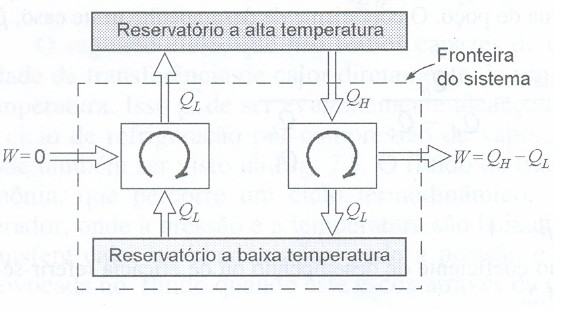 Reservatório a alta temperatura
Fronteira
do sistema
Q_L
Q_H
W=0
W=Q_H–Q_L
Q_L
Q_L
Reservatório a baixa temperatura